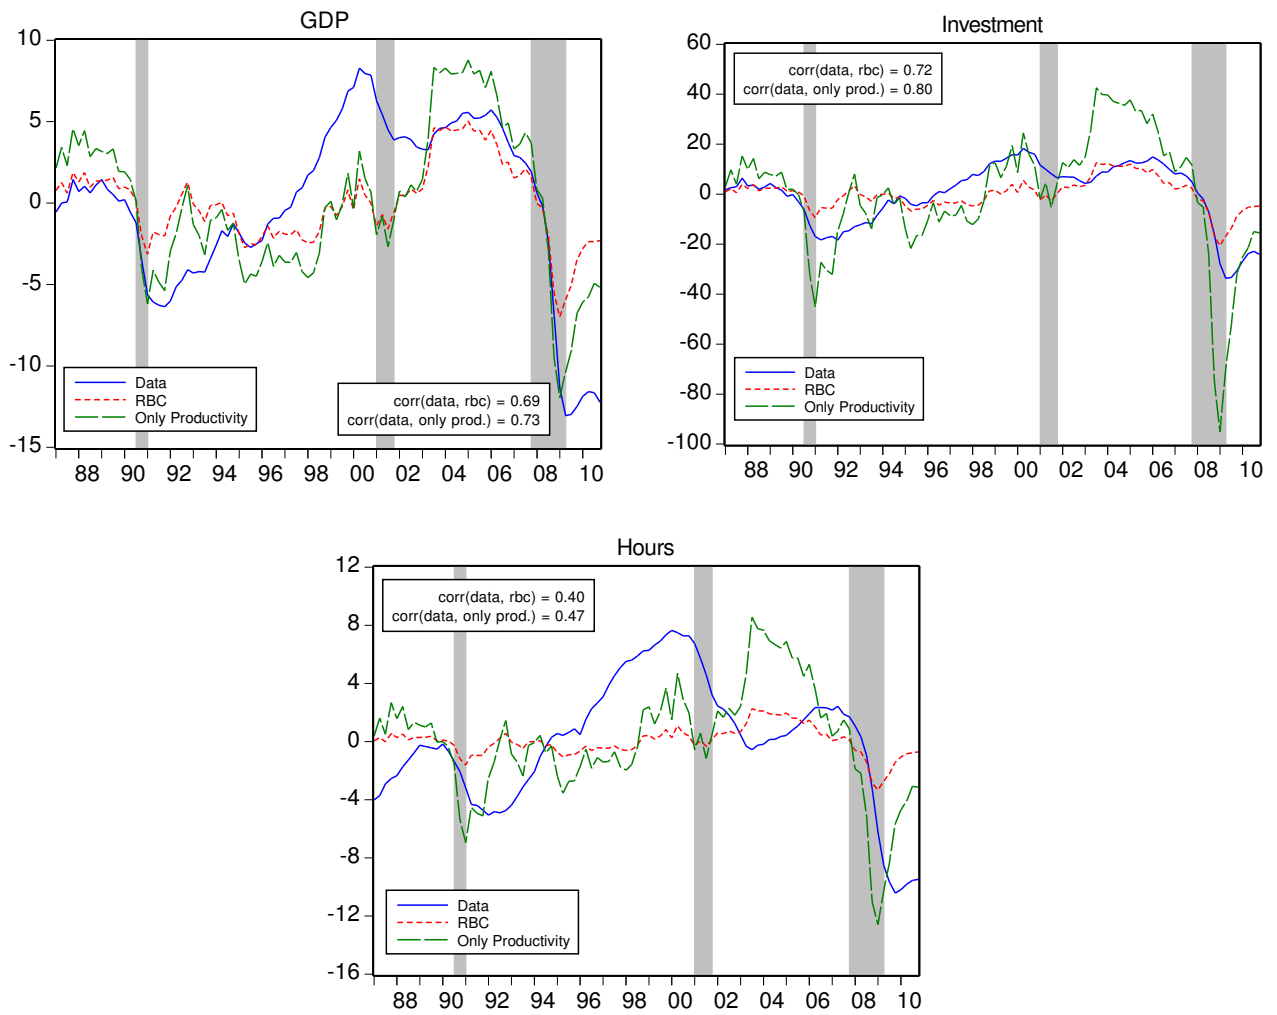 GDP
10
5
0
-5
-10
-15
Data
RBC
Only Productivity
corr(data, rbc) = 0.69
corr(data, only prod.) = 0.73
88 90 92 94 96 98 00 02 04 06 08 10
Investment
60
40
20
0
-20
-40
-60
-80
-100
corr(data, rbc) = 0.72
corr(data, only prod.) = 0.80
Data
RBC
Only Productivity
88 90 92 94 96 98 00 02 04 06 08 10
Hours
12
8
4
0
-4
-8
-12
-16
corr(data, rbc) = 0.40
corr(data, only prod.) = 0.47
Data
RBC
Only Productivity
88 90 92 94 96 98 00 02 04 06 08 10